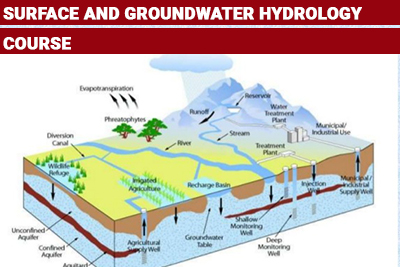 SURFACE AND GROUNDWATER HYDROLOGY
COURSE
Evapotranspiration
Phreatophytes
Runoff
Reservoir
Water
Treatment
Plant
Municipal/
Industrial Use
Diversion
Canal
River
Stream
Treatment
Plant
Wildlife
Refuge
Irrigated
Agriculture
Recharge Basin
Injection
Well
Municipal/
Industrial
Supply Well
Shallow
Monitoring
Well
Unconfined
Aquifer
Confined
Aquifer
Aquitard
Agricultural
Supply Well
Groundwater
Table
Deep
Monitoring
Well